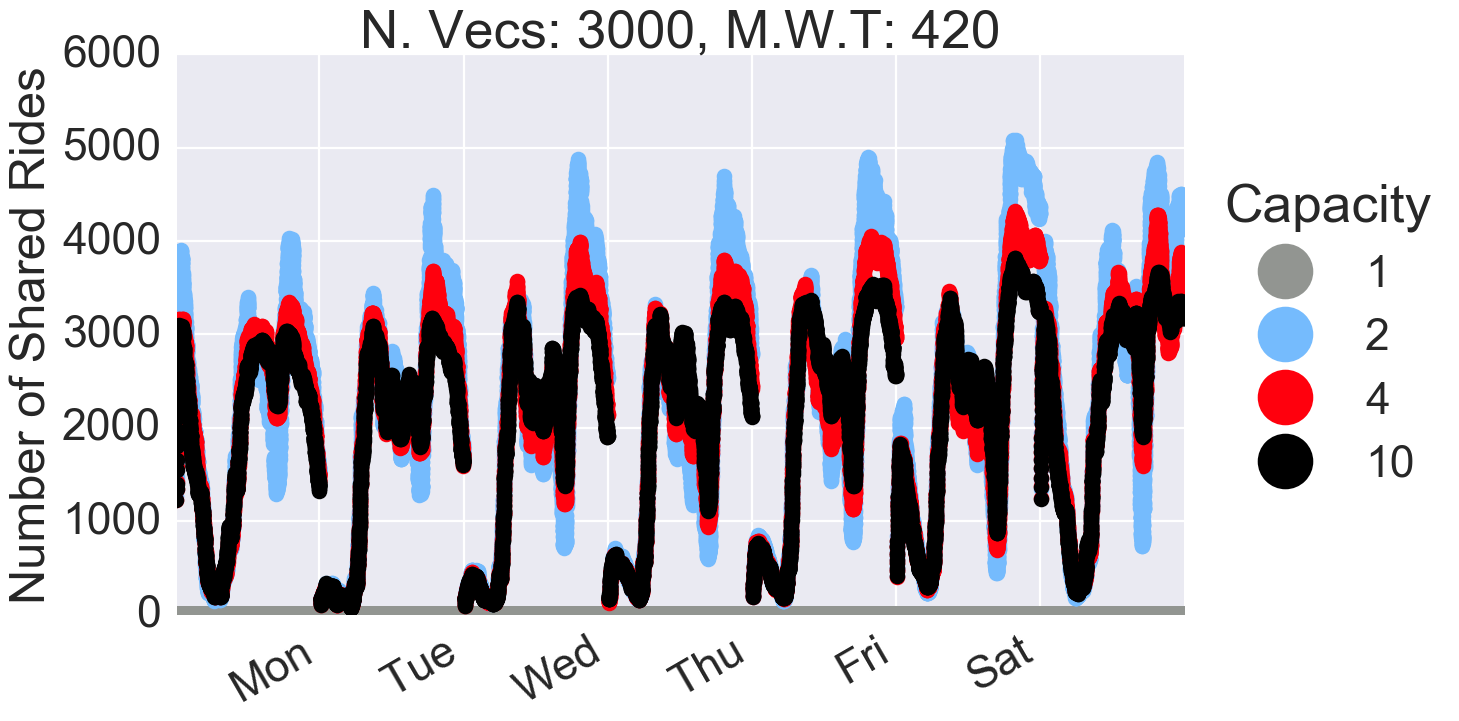 N. Vecs: 3000, M.W.T: 420
Number of Shared Rides
6000
5000
4000
3000
2000
1000
0
Mon
Tue
Wed
Thu
Fri
Sat
Capacity
1
2
4
10